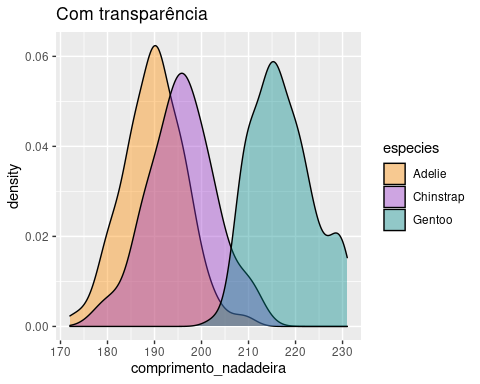 Com transparência
0.06
0.04
0.02
0.00
density
170 180 190 200 210 220 230
comprimento_nadadeira
especies
Adelie
Chinstrap
Gentoo